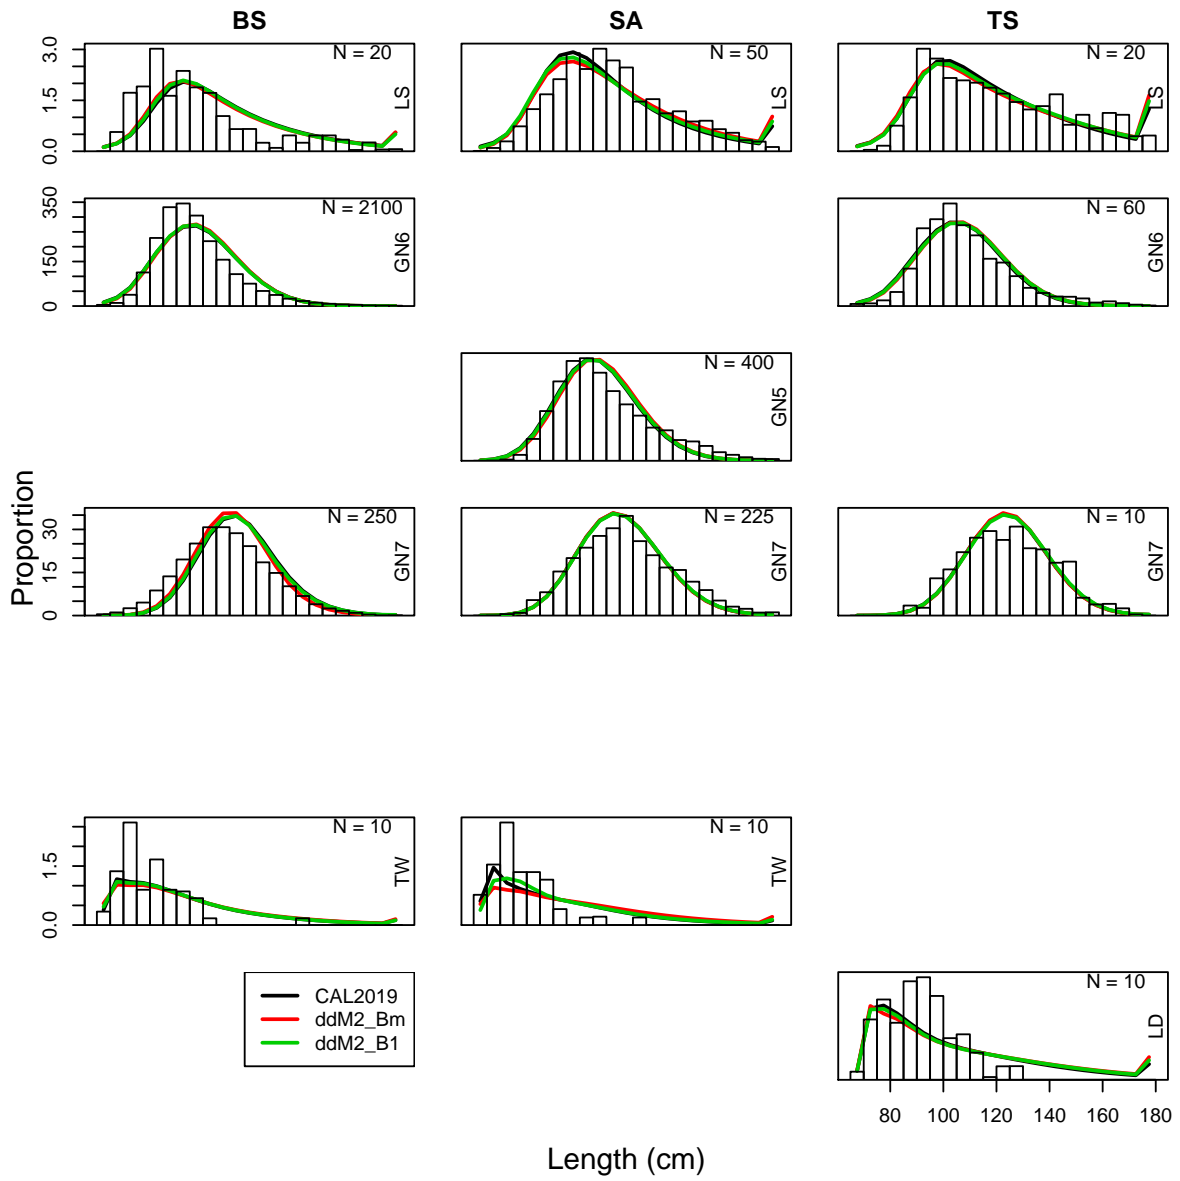 BS SA TS
3.0
1.5
0.0
N = 20
LS
N = 50
LS
N = 20
LS
350
150
0
N = 2100
GN6
N = 60
GN6
N = 400
GN5
Proportion
30
15
0
N = 250
GN7
N = 225
GN7
N = 10
GN7
1.5
0.0
N = 10
TW
N = 10
TW
CAL2019
ddM2_Bm
ddM2_B1
N = 10
LD
80 100 120 140 160 180
Length (cm)